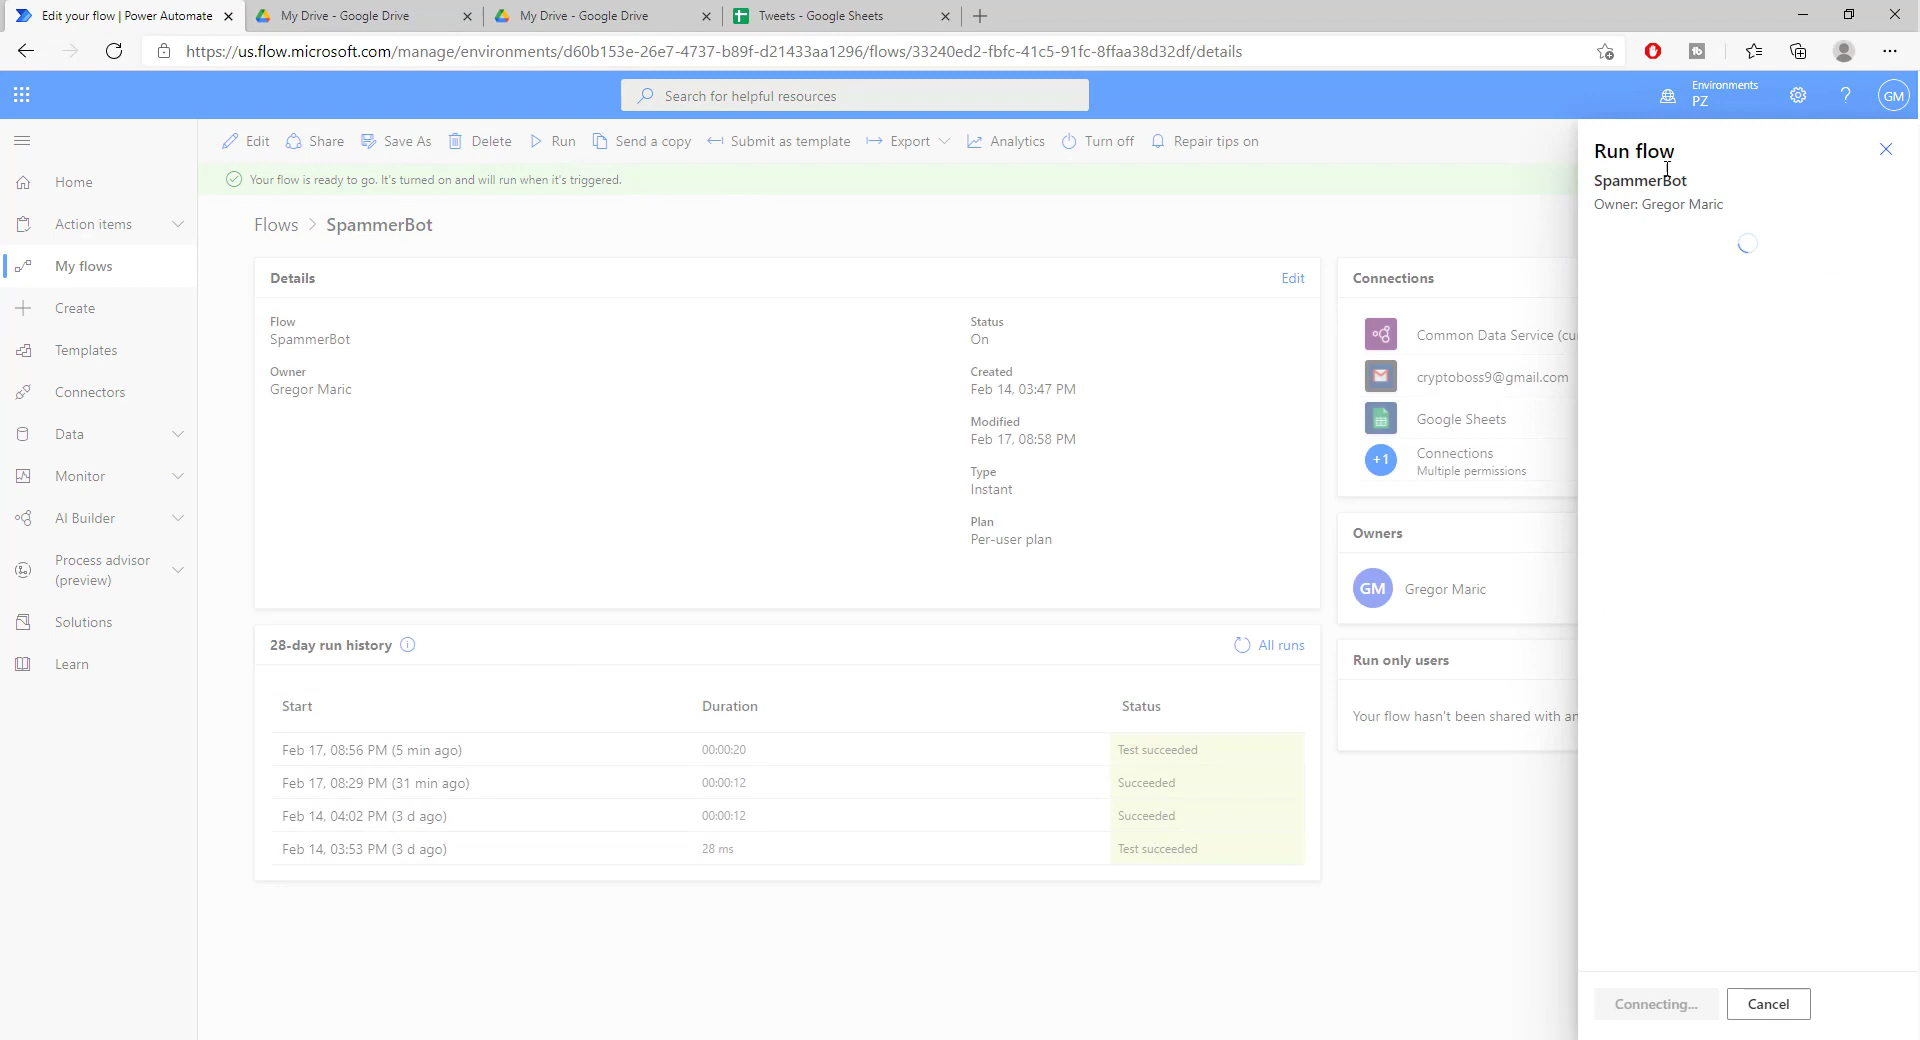 Edit your flow | Power Automate
My Drive - Google Drive
My Drive - Google Drive
Tweets - Google Sheets
https://us.flow.microsoft.com/manage/environments/d60b153e-26e7-4737-b89f-d21433aa1296/flows/33240ed2-fbfc-41c5-91fc-8ffaa38d32df/details
Search for helpful resources
Environments
PZ
GM
Edit
Share
Save As
Delete
Run
Send a copy
Submit as template
Export
Analytics
Turn off
Repair tips on
Your flow is ready to go. It's turned on and will run when it's triggered.
Home
Action items
My flows
Create
Templates
Connectors
Data
Monitor
AI Builder
Process advisor
(preview)
Solutions
Learn
Flows > SpammerBot
Details
Edit
Flow
SpammerBot
Owner
Gregor Maric
Status
On
Created
Feb 14, 03:47 PM
Modified
Feb 17, 08:58 PM
Type
Instant
Plan
Per-user plan
28-day run history
All runs
Start Duration Status
Feb 17, 08:56 PM (5 min ago) 00:00:20 Test succeeded
Feb 17, 08:29 PM (31 min ago) 00:00:12 Succeeded
Feb 14, 04:02 PM (3 d ago) 00:00:12 Succeeded
Feb 14, 03:53 PM (3 d ago) 28 ms Test succeeded
Connections
Common Data Service (cu
cryptoboss9@gmail.com
Google Sheets
+1
Connections
Multiple permissions
Owners
GM
Gregor Maric
Run only users
Your flow hasn't been shared with an
Run flow
SpammerBot
Owner: Gregor Maric
Connecting...
Cancel